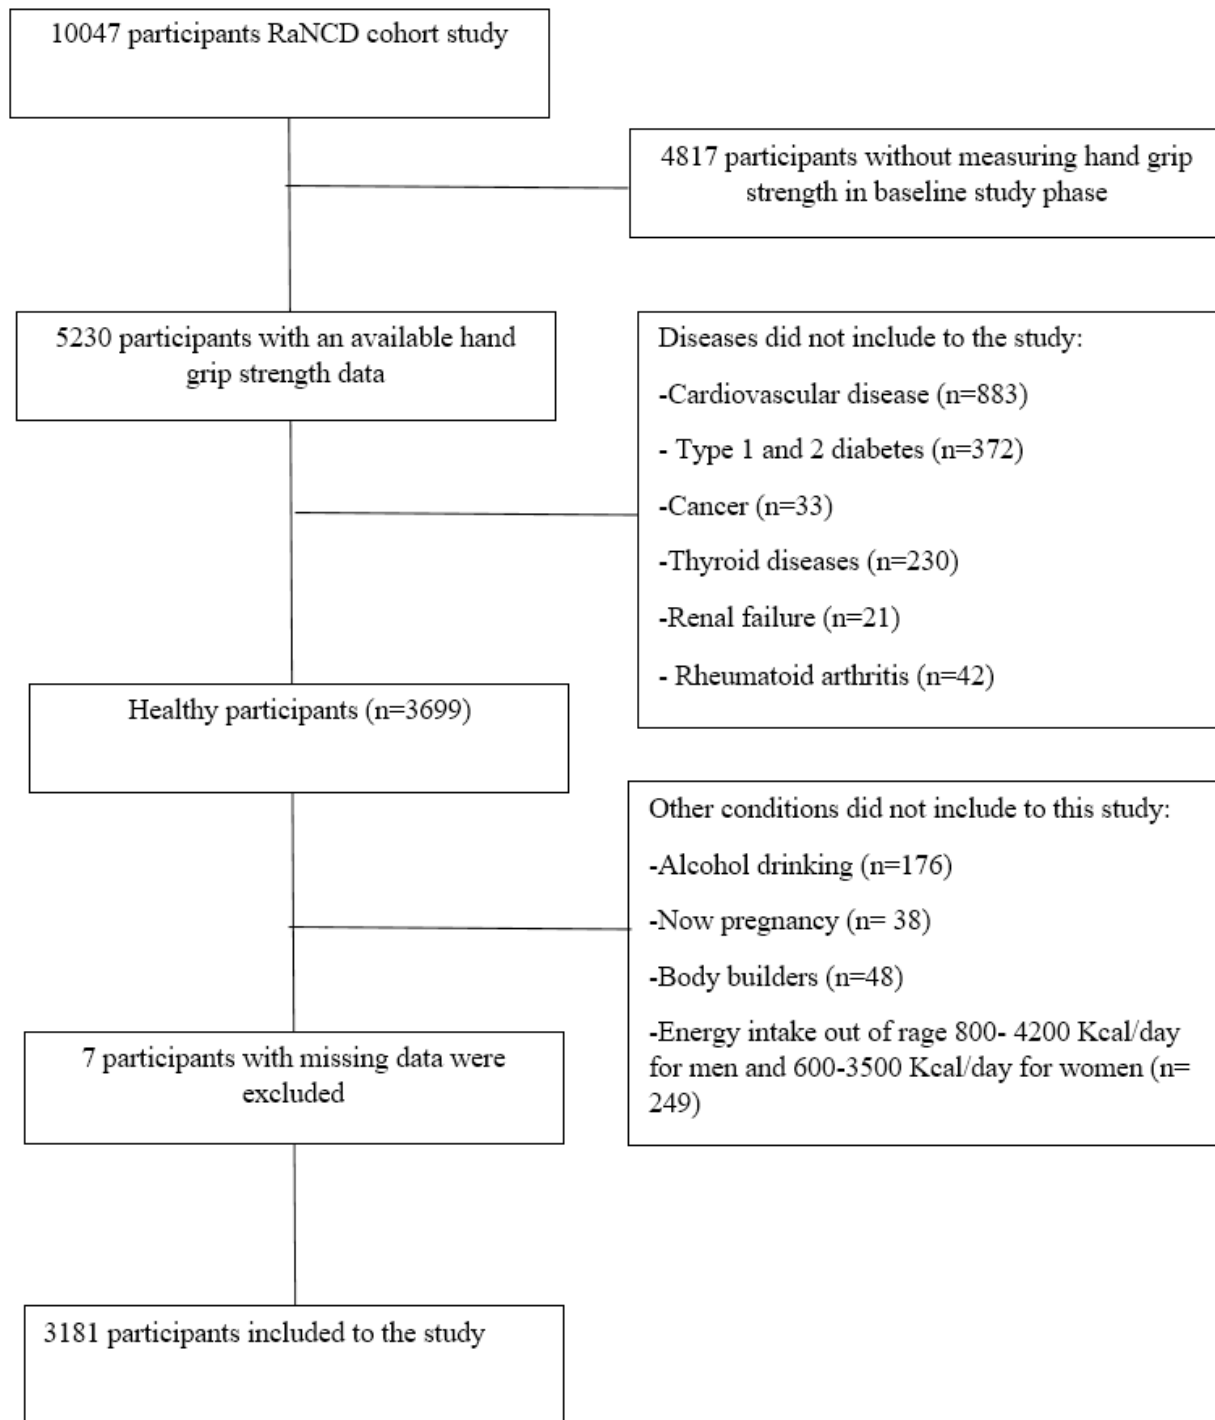 10047 participants RaNCD cohort study
4817 participants without measuring hand grip
strength in baseline study phase
5230 participants with an available hand
grip strength data
Diseases did not include to the study:
-Cardiovascular disease (n=883)
- Type 1 and 2 diabetes (n=372)
-Cancer (n=33)
-Thyroid diseases (n=230)
-Renal failure (n=21)
- Rheumatoid arthritis (n=42)
Healthy participants (n=3699)
Other conditions did not include to this study:
-Alcohol drinking (n=176)
-Now pregnancy (n= 38)
-Body builders (n=48)
-Energy intake out of rage 800- 4200 Kcal/day
for men and 600-3500 Kcal/day for women (n=
249)
7 participants with missing data were
excluded
3181 participants included to the study